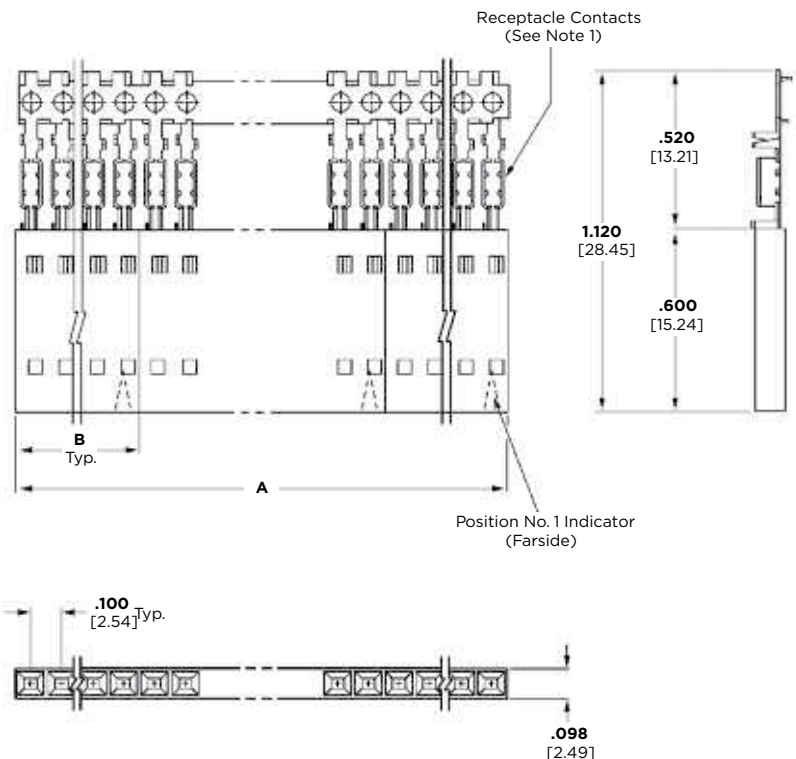 Receptacle Contacts
(See Note 1)
.520
[13.21]
1.120
[28.45]
.600
[15.24]
B
Typ.
A
Position No. 1 Indicator
(Farside)
.100
[2.54] Typ.
.098
[2.49]